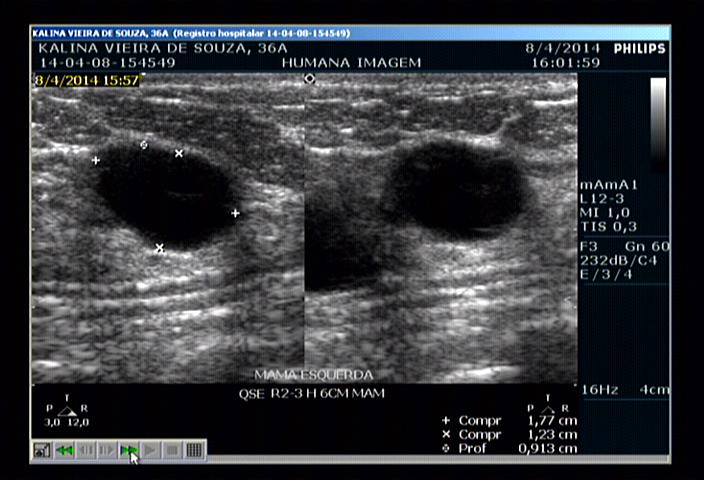 KALINA VIEIRA DE SOUZA, 36A (Registro hospitalar 14-04-08-154549)
KALINA VIEIRA DE SOUZA, 36A 8/4/2014 PHILIPS
14-04-08-154549 HUMANA IMAGEM 16:01:59
8/4/2014 15:57
mAmA1
L12-3
MI 1,0
TIS 0,3
F3 Gn 60
232dB/C4
E/3/4
MAMA ESQUERDA
QSE R2-3 H 6CM MAM
16Hz 4cm
T
P R
3,0 12,0
T
P R
+ Compr 1,77 cm
× Compr 1,23 cm
Prof 0,913 cm